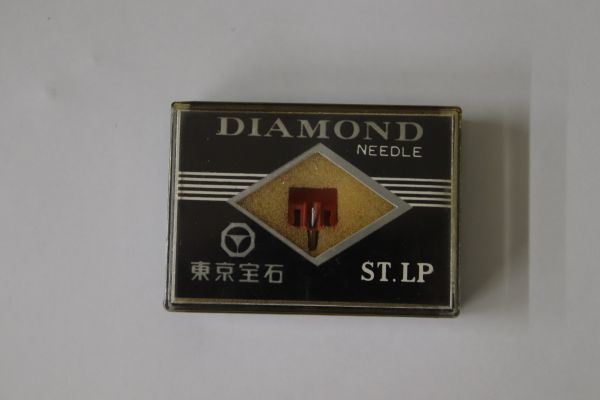 DIAMOND
NEEDLE
東京宝石
ST.LP